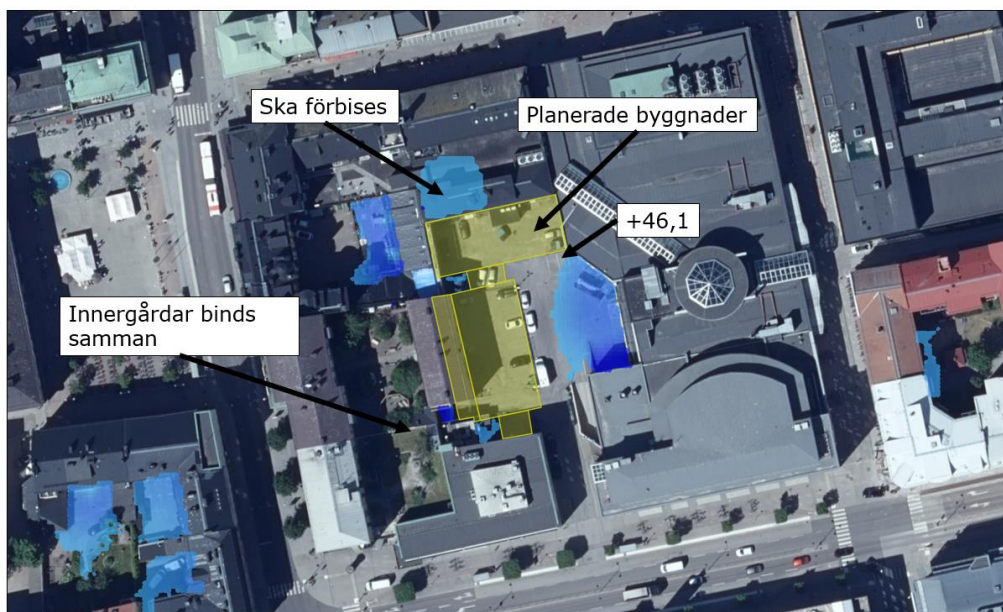 Ska förbises
Planerade byggnader
+46,1
Innergårdar binds
samman